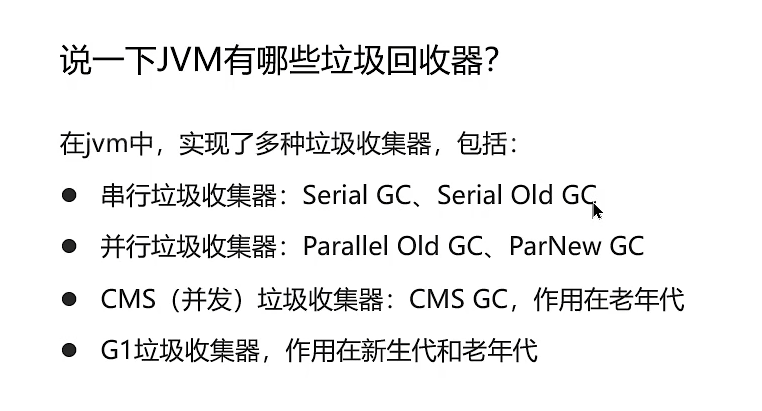 说一下JVM有哪些垃圾回收器？
在jvm中，实现了多种垃圾收集器，包括：
● 串行垃圾收集器：Serial GC、Serial Old GC
● 并行垃圾收集器：Parallel Old GC、ParNew GC
● CMS（并发）垃圾收集器：CMS GC，作用在老年代
● G1垃圾收集器，作用在新生代和老年代